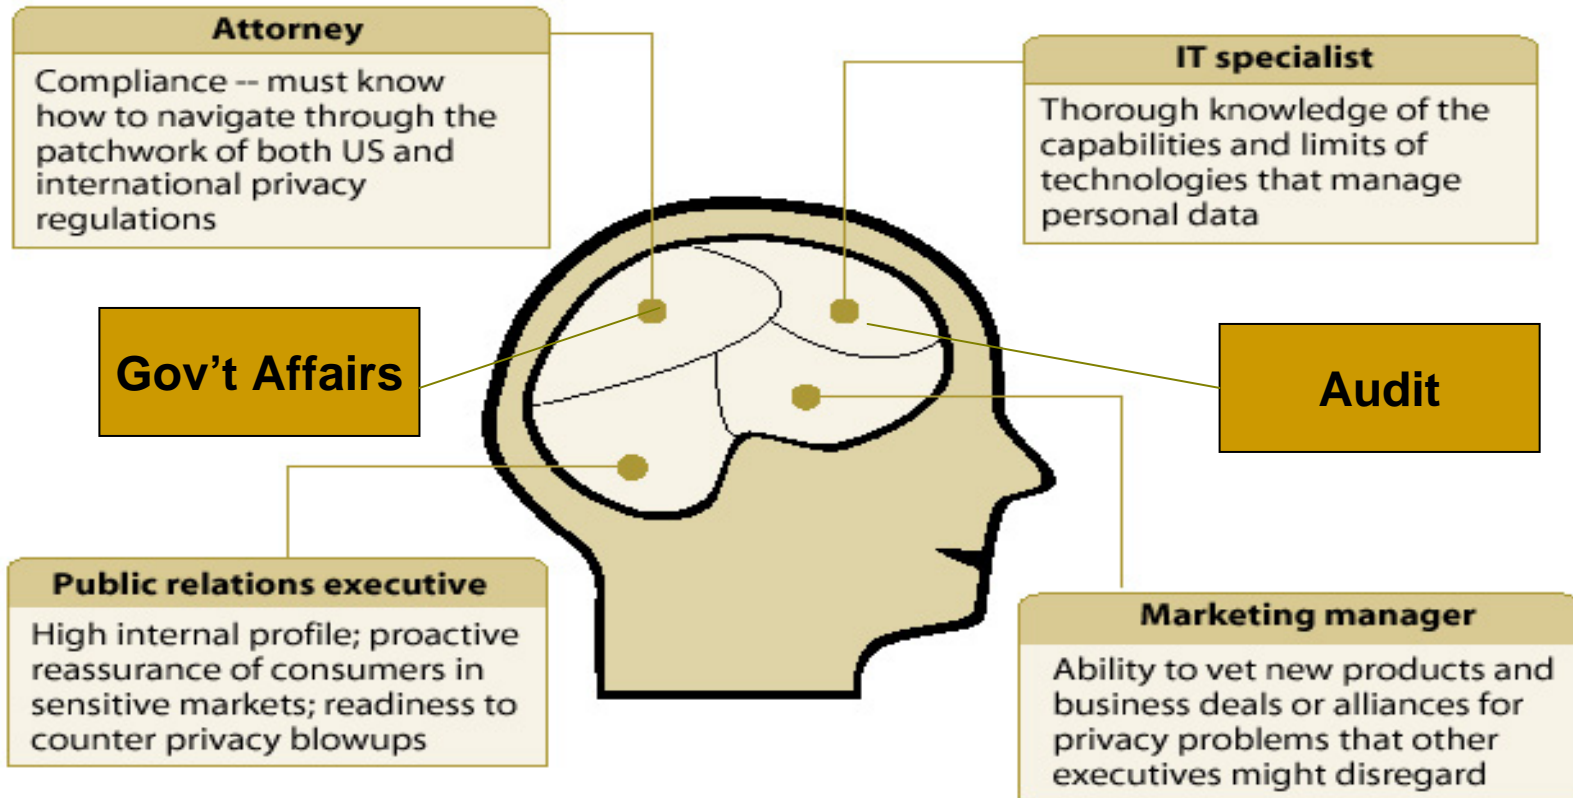 Attorney
Compliance -- must know
how to navigate through the
patchwork of both US and
international privacy
regulations
IT specialist
Thorough knowledge of the
capabilities and limits of
technologies that manage
personal data
Gov’t Affairs
Audit
Public relations executive
High internal profile; proactive
reassurance of consumers in
sensitive markets; readiness to
counter privacy blowups
Marketing manager
Ability to vet new products and
business deals or alliances for
privacy problems that other
executives might disregard